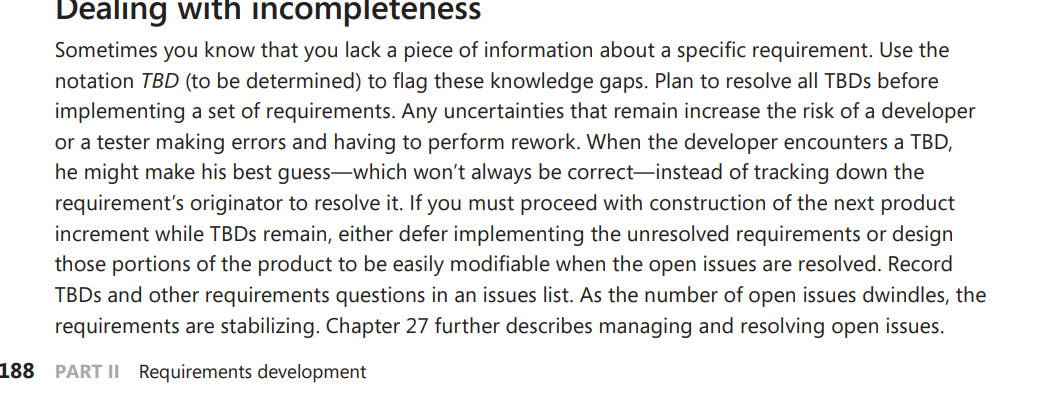 Dealing with incompleteness
Sometimes you know that you lack a piece of information about a specific requirement. Use the
notation TBD (to be determined) to flag these knowledge gaps. Plan to resolve all TBDs before
implementing a set of requirements. Any uncertainties that remain increase the risk of a developer
or a tester making errors and having to perform rework. When the developer encounters a TBD,
he might make his best guess—which won’t always be correct—instead of tracking down the
requirement’s originator to resolve it. If you must proceed with construction of the next product
increment while TBDs remain, either defer implementing the unresolved requirements or design
those portions of the product to be easily modifiable when the open issues are resolved. Record
TBDs and other requirements questions in an issues list. As the number of open issues dwindles, the
requirements are stabilizing. Chapter 27 further describes managing and resolving open issues.
188 PART II Requirements development